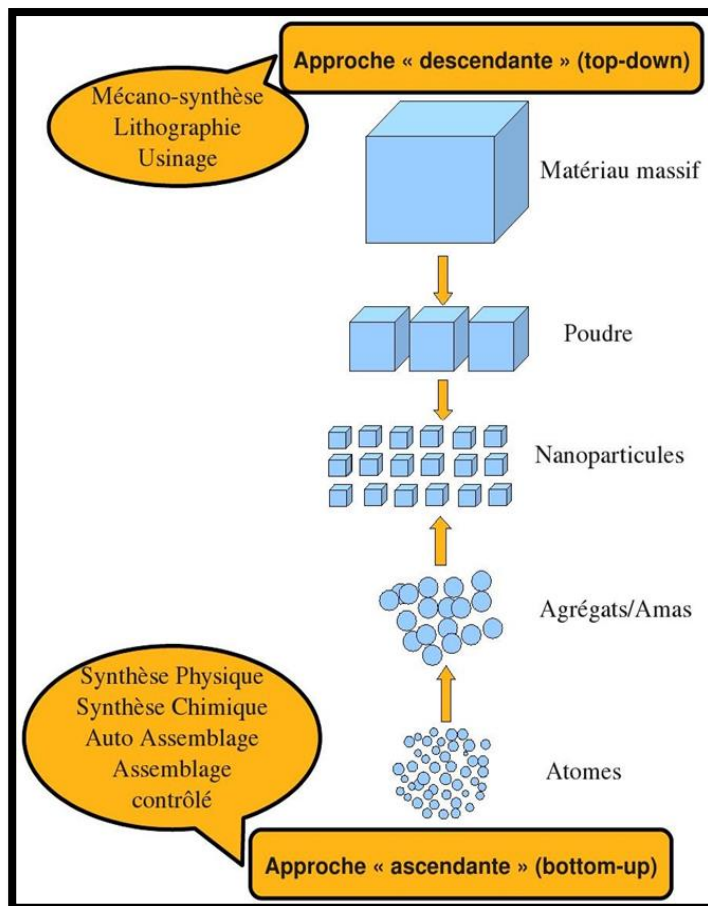 Approche « descendante » (top-down)
Mécano-synthèse
Lithographie
Usinage
Matériau massif
Poudre
Nanoparticules
Agrégats/Amas
Synthèse Physique
Synthèse Chimique
Auto Assemblage
Assemblage
contrôlé
Atomes
Approche « ascendante » (bottom-up)